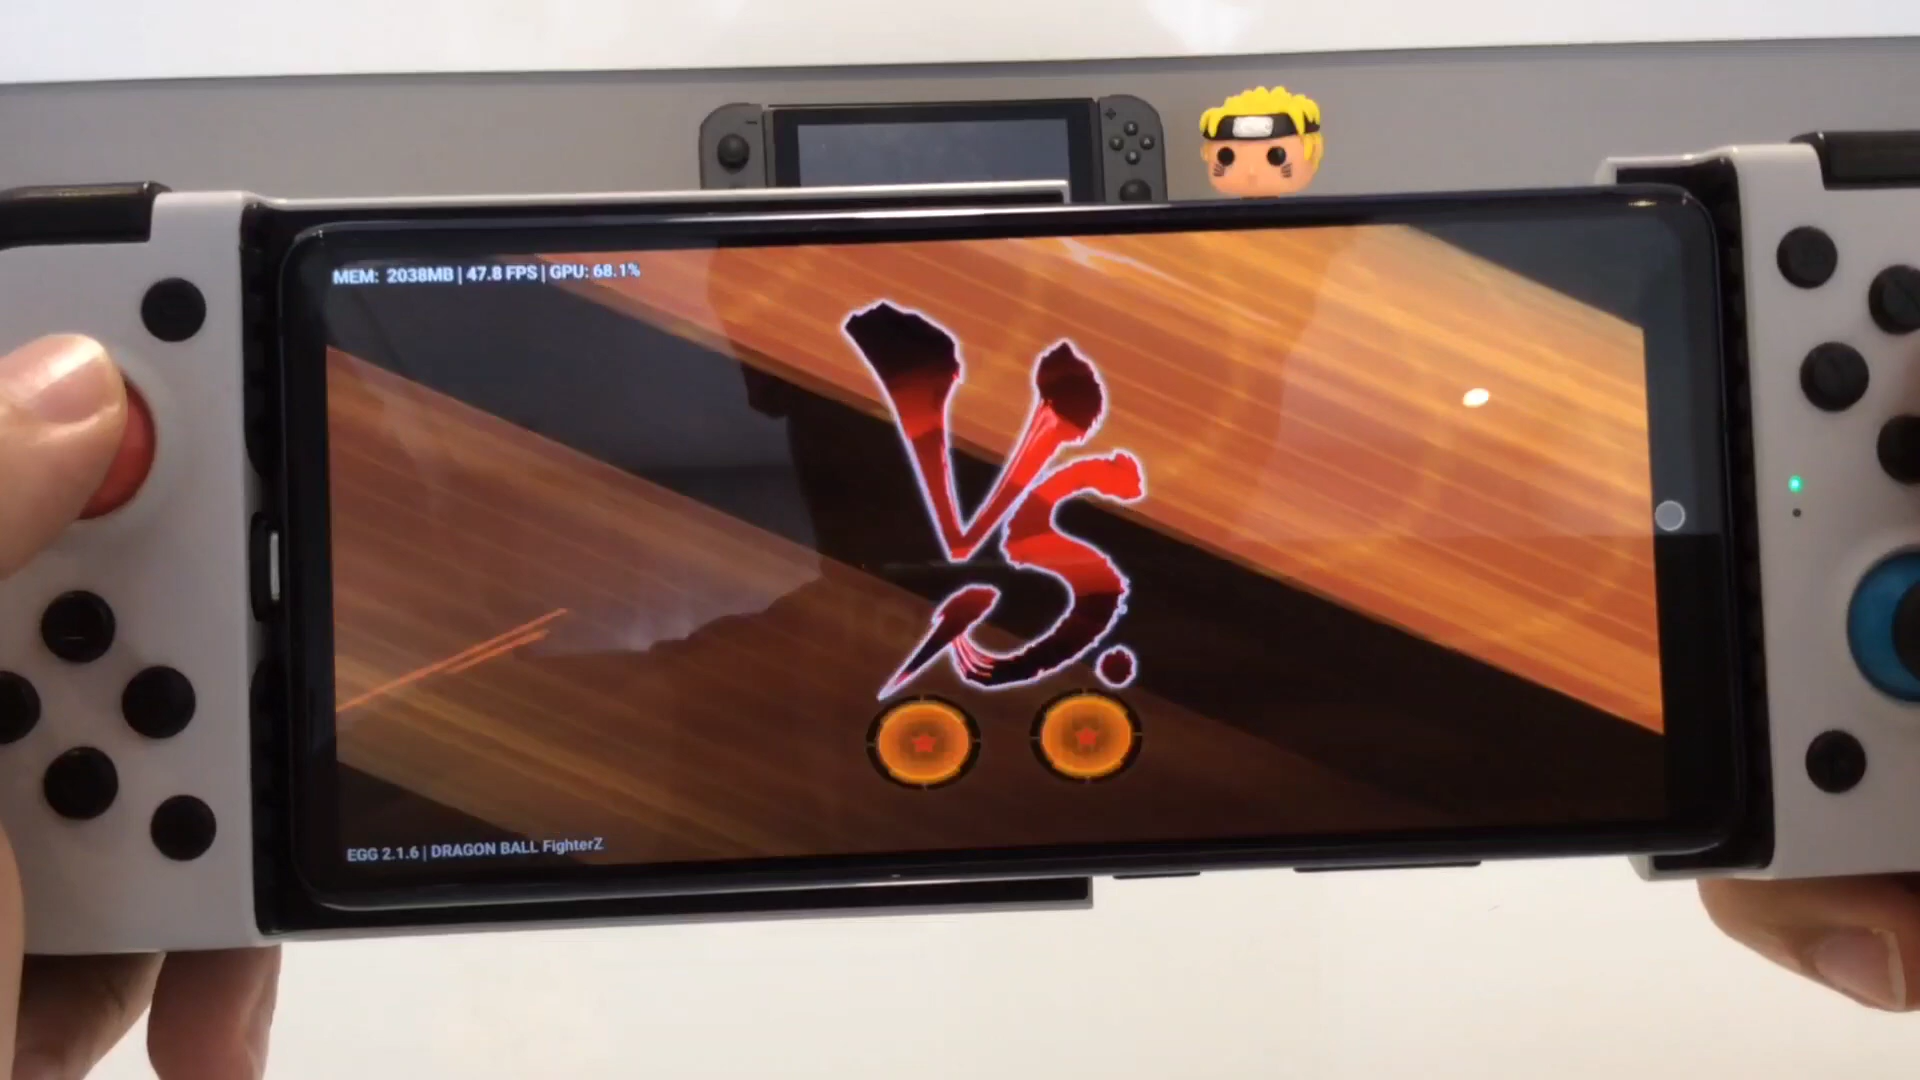 MEM: 2038MB | 47.8 FPS | GPU: 68.1%
VS.
EGG 2.1.6 | DRAGON BALL FighterZ